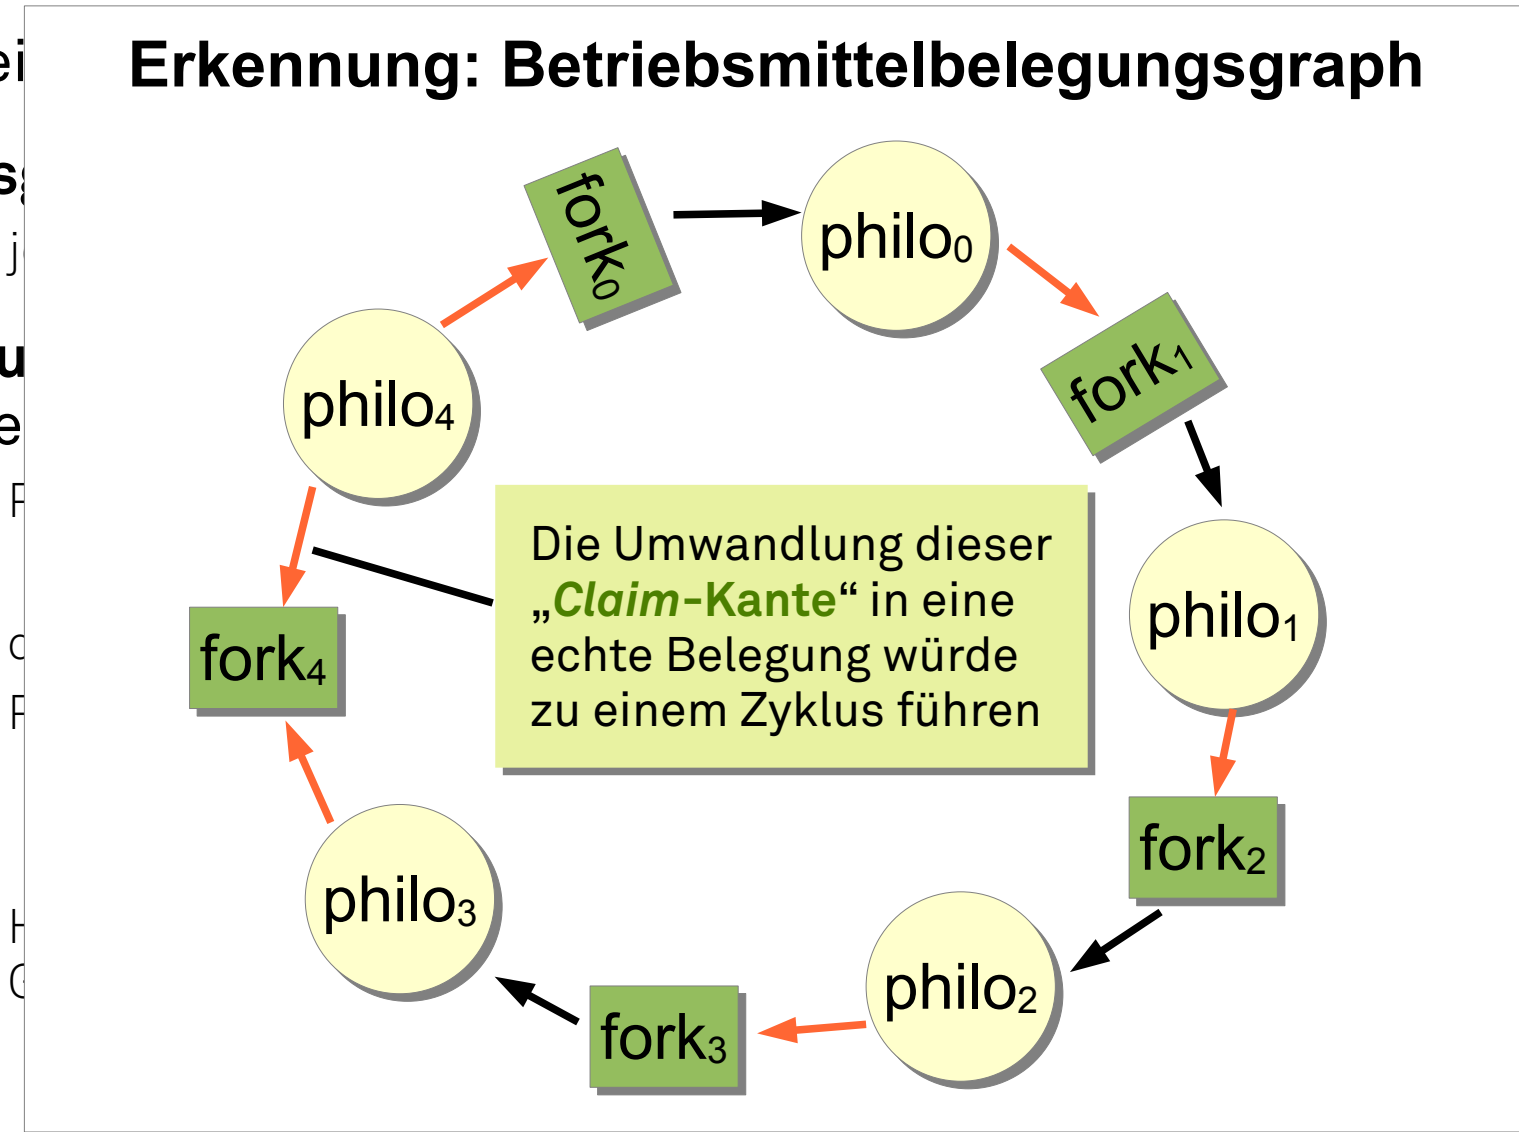 Erkennung: Betriebsmittelbelegungsgraph
fork0
philo0
fork1
philo4
Die Umwandlung dieser
„Claim-Kante“ in eine
echte Belegung würde
zu einem Zyklus führen
philo1
fork4
fork2
philo3
philo2
fork3